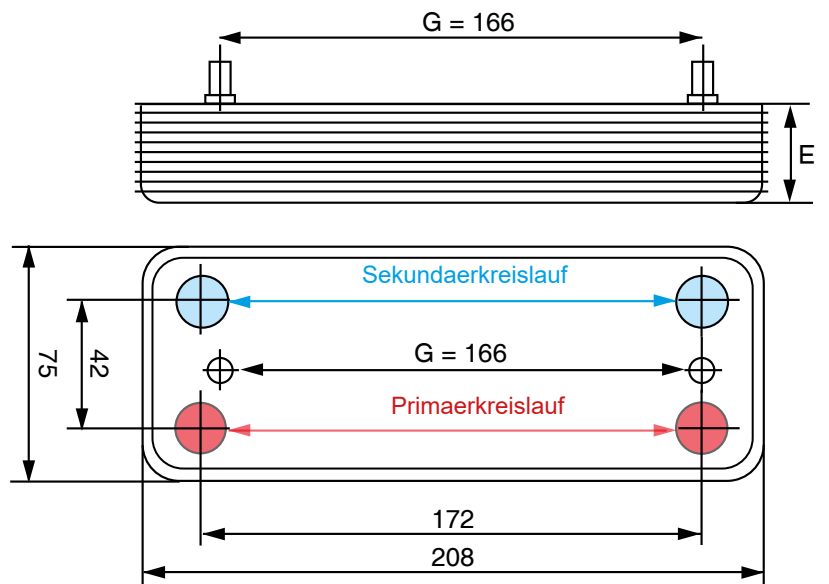 G = 166
E
Sekundaerkreislauf
75
42
G = 166
Primaerkreislauf
172
208